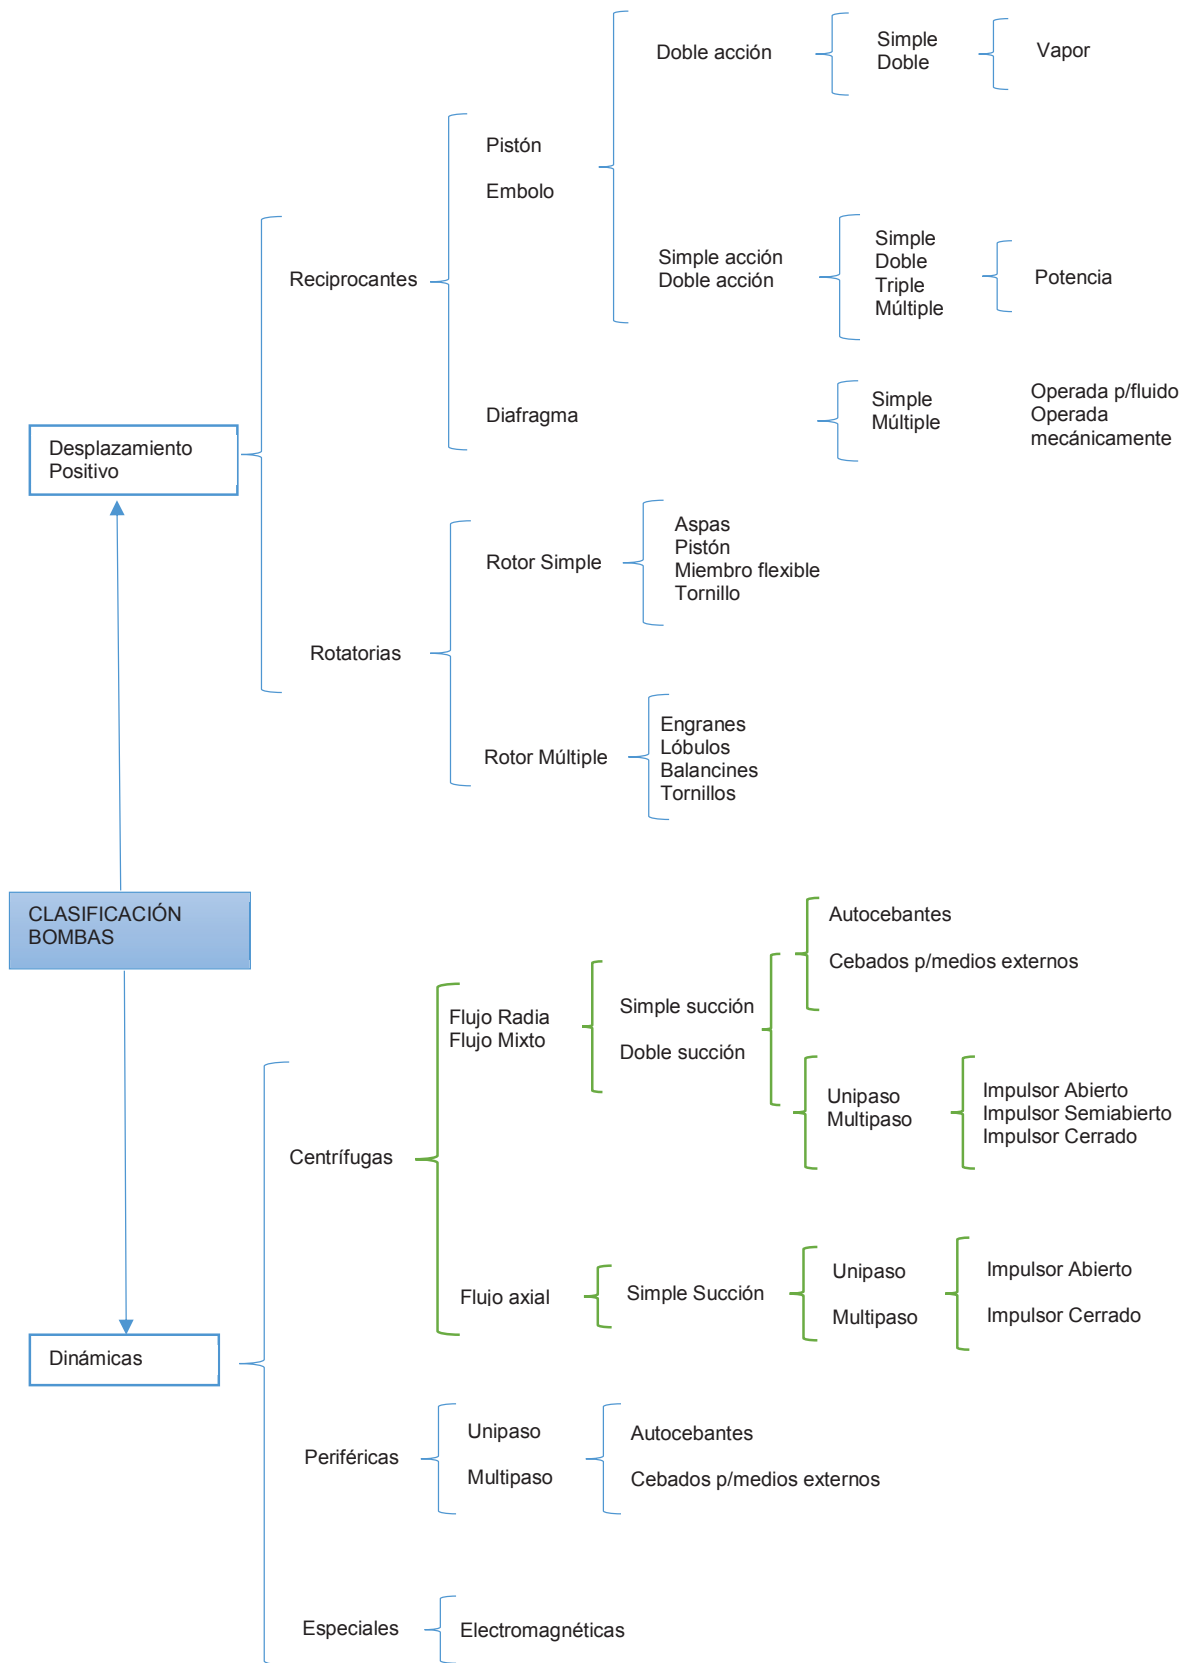 Doble acción
Simple
Doble
Vapor
Pistón
Embolo
Reciprocantes
Simple acción
Doble acción
Simple
Doble
Triple
Múltiple
Potencia
Diafragma
Simple
Múltiple
Operada p/fluido
Operada
mecánicamente
Desplazamiento
Positivo
Rotor Simple
Aspas
Pistón
Miembro flexible
Tornillo
Rotatorias
Rotor Múltiple
Engranes
Lóbulos
Balancines
Tornillos
CLASIFICACIÓN
BOMBAS
Autocebantes
Cebados p/medios externos
Flujo Radia
Flujo Mixto
Simple succión
Doble succión
Unipaso
Multipaso
Impulsor Abierto
Impulsor Semiabierto
Impulsor Cerrado
Centrífugas
Flujo axial
Simple Succión
Unipaso
Multipaso
Impulsor Abierto
Impulsor Cerrado
Dinámicas
Periféricas
Unipaso
Multipaso
Autocebantes
Cebados p/medios externos
Especiales
Electromagnéticas